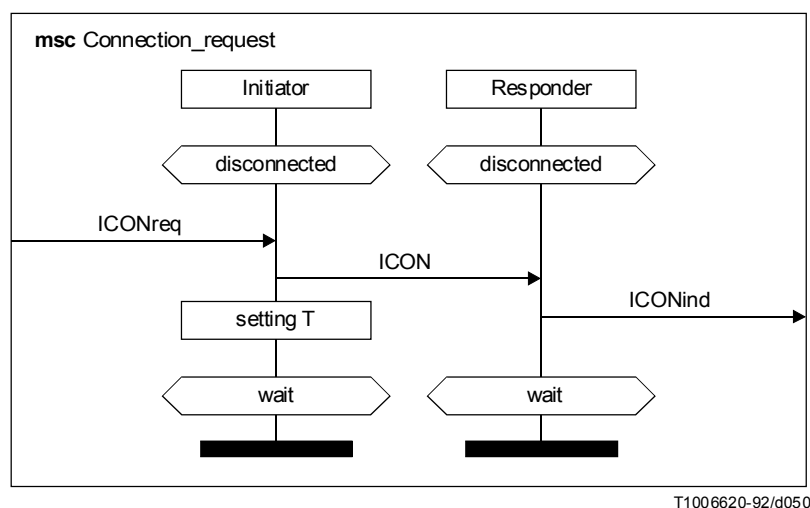 msc Connection_request
Initiator
Responder
disconnected
disconnected
ICONreq
ICON
ICONind
setting T
wait
wait
T1006620-92/d050